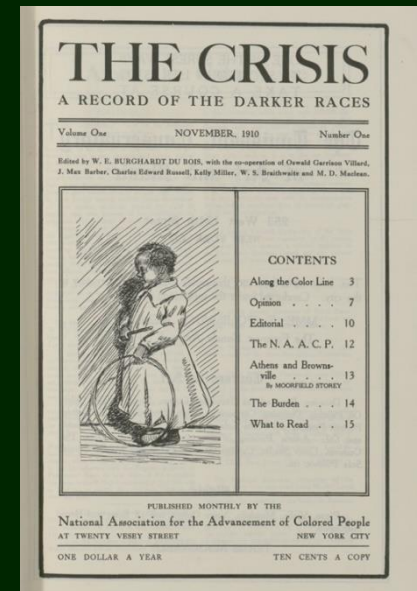 THE CRISIS
A RECORD OF THE DARKER RACES
Volume One NOVEMBER, 1910 Number One
Edited by W. E. BURGHARDT DU BOIS, with the co-operation of Oswald Garrison Villard,
J. Max Barber, Charles Edward Russell, Kelly Miller, W. S. Braithwaite and M. D. Maclean.
CONTENTS
Along the Color Line 3
Opinion . . . . 7
Editorial . . . . 10
The N. A. A. C. P. 12
Athens and Browns-
ville . . . . 13
By MOORFIELD STOREY
The Burden . . . 14
What to Read . . 15
PUBLISHED MONTHLY BY THE
National Association for the Advancement of Colored People
AT TWENTY VESEY STREET NEW YORK CITY
ONE DOLLAR A YEAR TEN CENTS A COPY